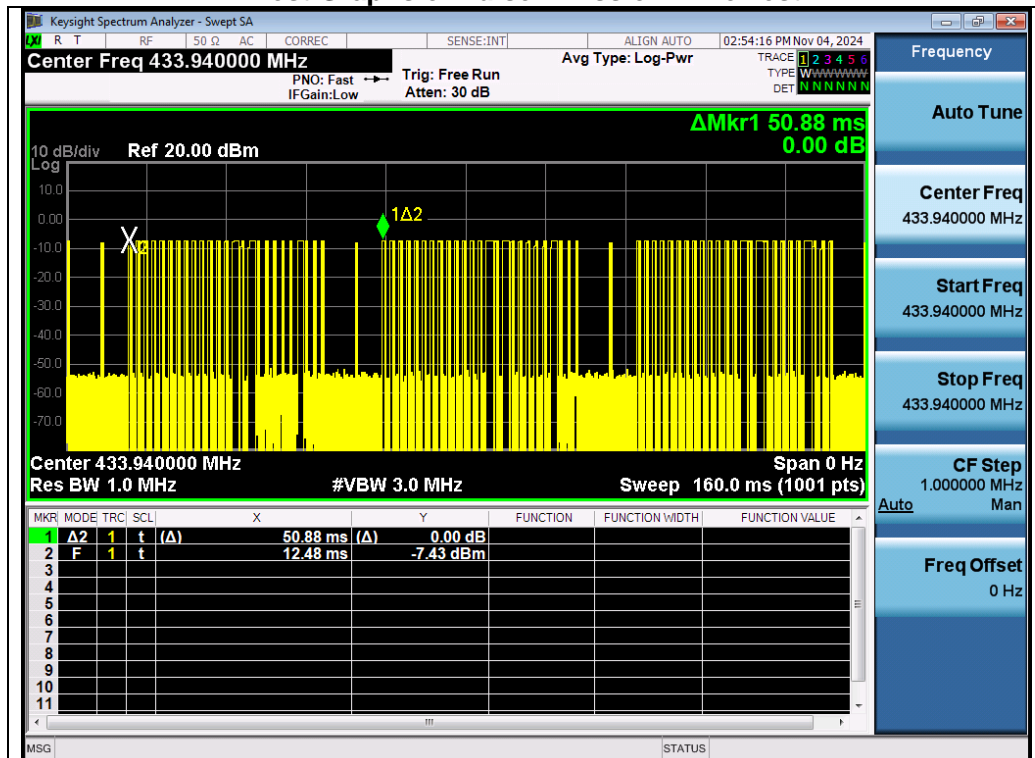 Keysight Spectrum Analyzer - Swept SA
LXI R T RF 50 Ω AC CORREC SENSE:INT ALIGN AUTO 02:54:16 PM Nov 04, 2024
Center Freq 433.940000 MHz Avg Type: Log-Pwr TRACE 1 2 3 4 5 6
PNO: Fast Trig: Free Run TYPE WWWWWW
IFGain:Low Atten: 30 dB DET N N N N N N
ΔMkr1 50.88 ms
0.00 dB
10 dB/div Ref 20.00 dBm
Log
10.0
0.00
-10.0
-20.0
-30.0
-40.0
-50.0
-60.0
-70.0
1Δ2
X2
Center 433.940000 MHz Span 0 Hz
Res BW 1.0 MHz #VBW 3.0 MHz Sweep 160.0 ms (1001 pts)
MKR MODE TRC SCL X Y FUNCTION FUNCTION WIDTH FUNCTION VALUE
1 Δ2 1 t (Δ) 50.88 ms (Δ) 0.00 dB
2 F 1 t 12.48 ms -7.43 dBm
3
4
5
6
7
8
9
10
11
MSG STATUS
Frequency
Auto Tune
Center Freq
433.940000 MHz
Start Freq
433.940000 MHz
Stop Freq
433.940000 MHz
CF Step
1.000000 MHz
Auto Man
Freq Offset
0 Hz